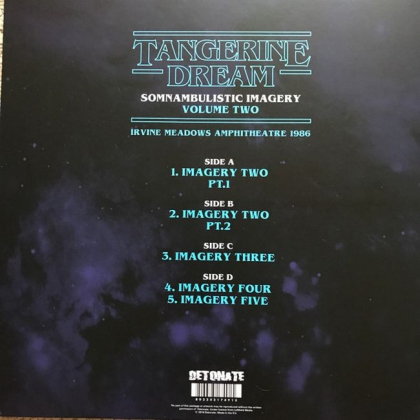 TANGERINE
DREAM
SOMNAMBULISTIC IMAGERY
VOLUME TWO
IRVINE MEADOWS AMPHITHEATRE 1986
SIDE A
1. IMAGERY TWO
PT.1
SIDE B
2. IMAGERY TWO
PT.2
SIDE C
3. IMAGERY THREE
SIDE D
4. IMAGERY FOUR
5. IMAGERY FIVE
DETONATE